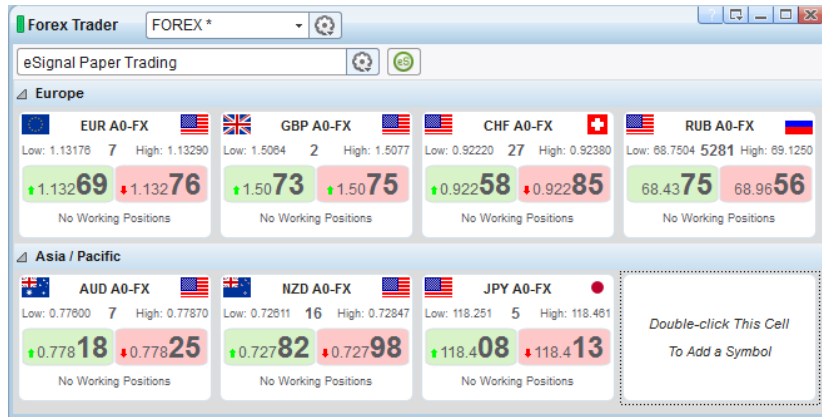 Forex Trader FOREX *
eSignal Paper Trading eS
Europe
EUR A0-FX GBP A0-FX CHF A0-FX RUB A0-FX
Low: 1.13176 7 High: 1.13290 Low: 1.5064 2 High: 1.5077 Low: 0.92220 27 High: 0.92380 Low: 68.7504 5281 High: 69.1250
1.13269 1.13276 1.5073 1.5075 0.92258 0.92285 68.4375 68.9656
No Working Positions No Working Positions No Working Positions No Working Positions
Asia / Pacific
AUD A0-FX NZD A0-FX JPY A0-FX
Low: 0.77600 7 High: 0.77870 Low: 0.72611 16 High: 0.72847 Low: 118.251 5 High: 118.461
0.77818 0.77825 0.72782 0.72798 118.408 118.413
Double-click This Cell
To Add a Symbol
No Working Positions No Working Positions No Working Positions